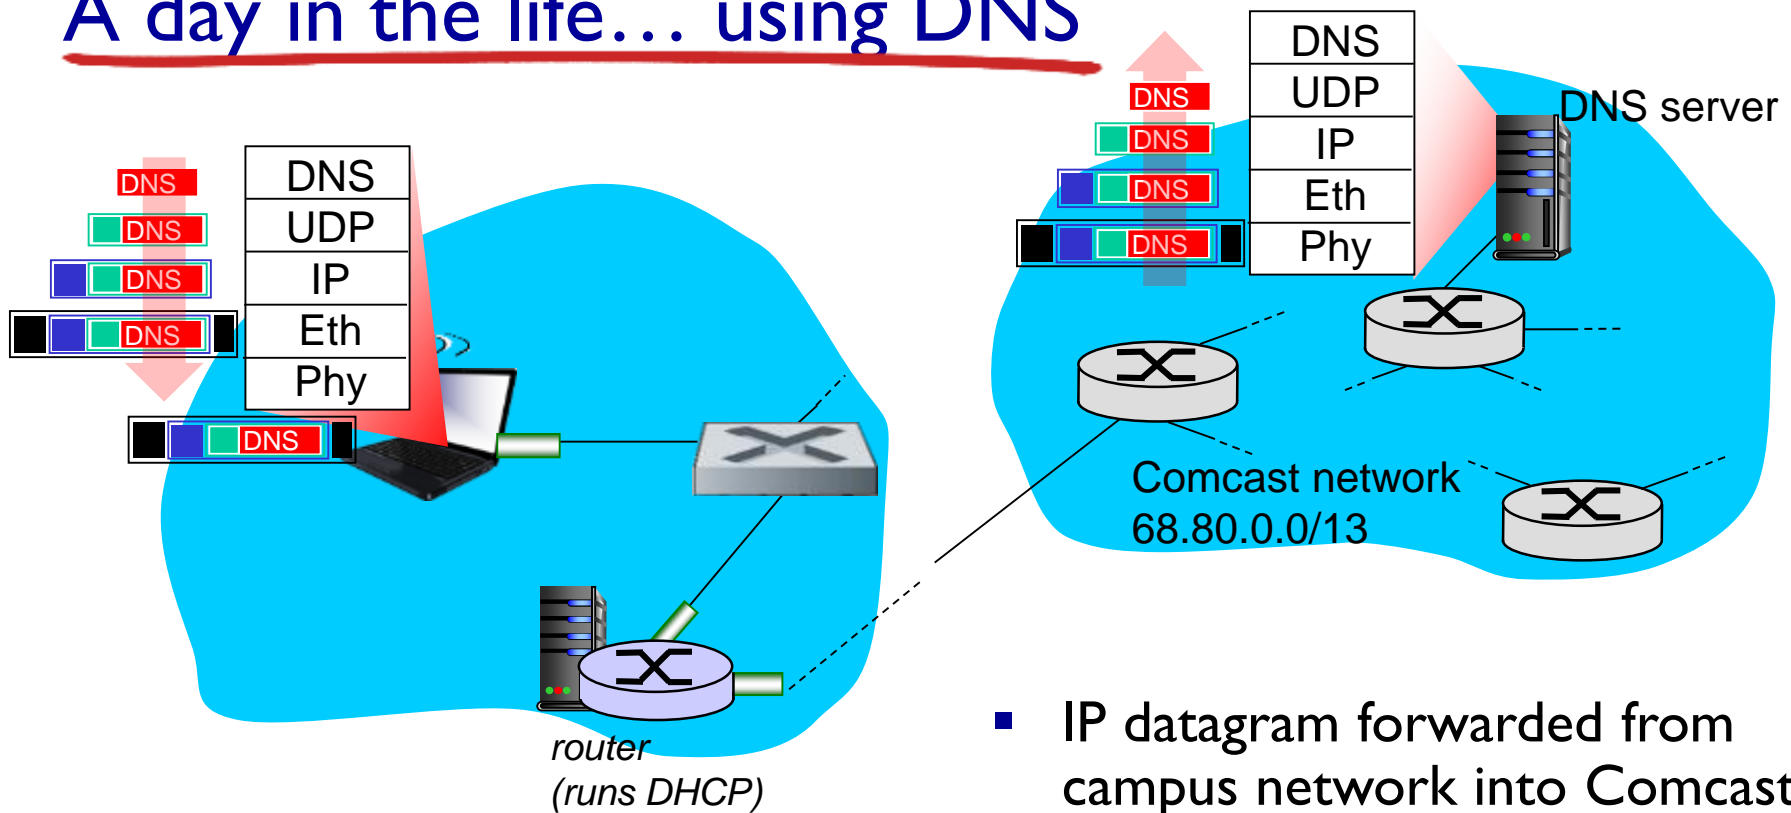 A day in the life… using DNS
DNS
DNS
DNS
DNS
DNS
DNS
UDP
IP
Eth
Phy
DNS
DNS
DNS
DNS
DNS
UDP
IP
Eth
Phy
DNS server
Comcast network
68.80.0.0/13
router
(runs DHCP)
▪ IP datagram forwarded from
campus network into Comcast